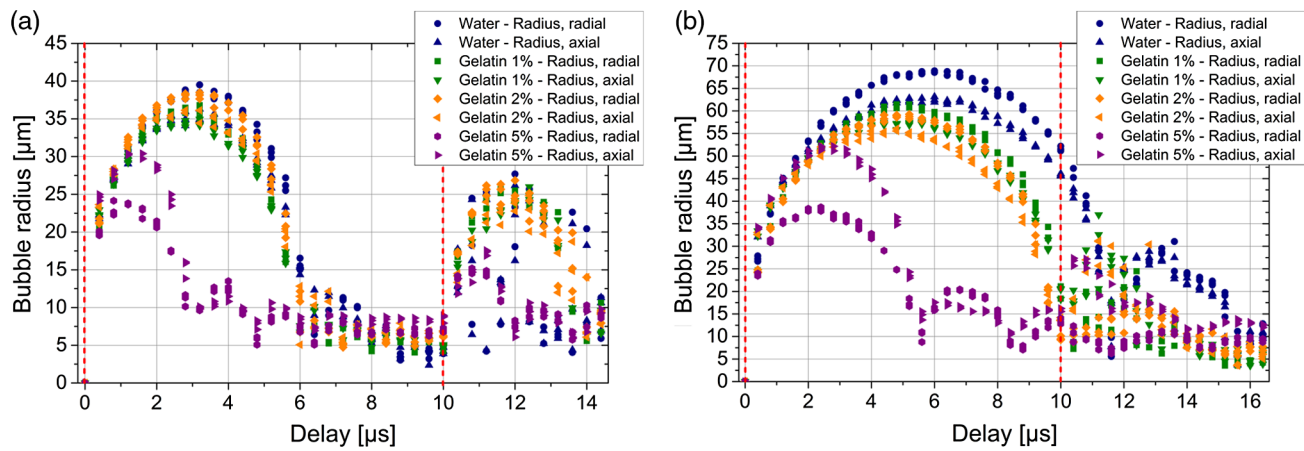 (a)
Water - Radius, radial
Water - Radius, axial
Gelatin 1% - Radius, radial
Gelatin 1% - Radius, axial
Gelatin 2% - Radius, radial
Gelatin 2% - Radius, axial
Gelatin 5% - Radius, radial
Gelatin 5% - Radius, axial
45
40
35
30
25
20
15
10
5
0
Bubble radius [µm]
0 2 4 6 8 10 12 14
Delay [µs]
(b)
Water - Radius, radial
Water - Radius, axial
Gelatin 1% - Radius, radial
Gelatin 1% - Radius, axial
Gelatin 2% - Radius, radial
Gelatin 2% - Radius, axial
Gelatin 5% - Radius, radial
Gelatin 5% - Radius, axial
75
70
65
60
55
50
45
40
35
30
25
20
15
10
5
0
Bubble radius [µm]
0 2 4 6 8 10 12 14 16
Delay [µs]